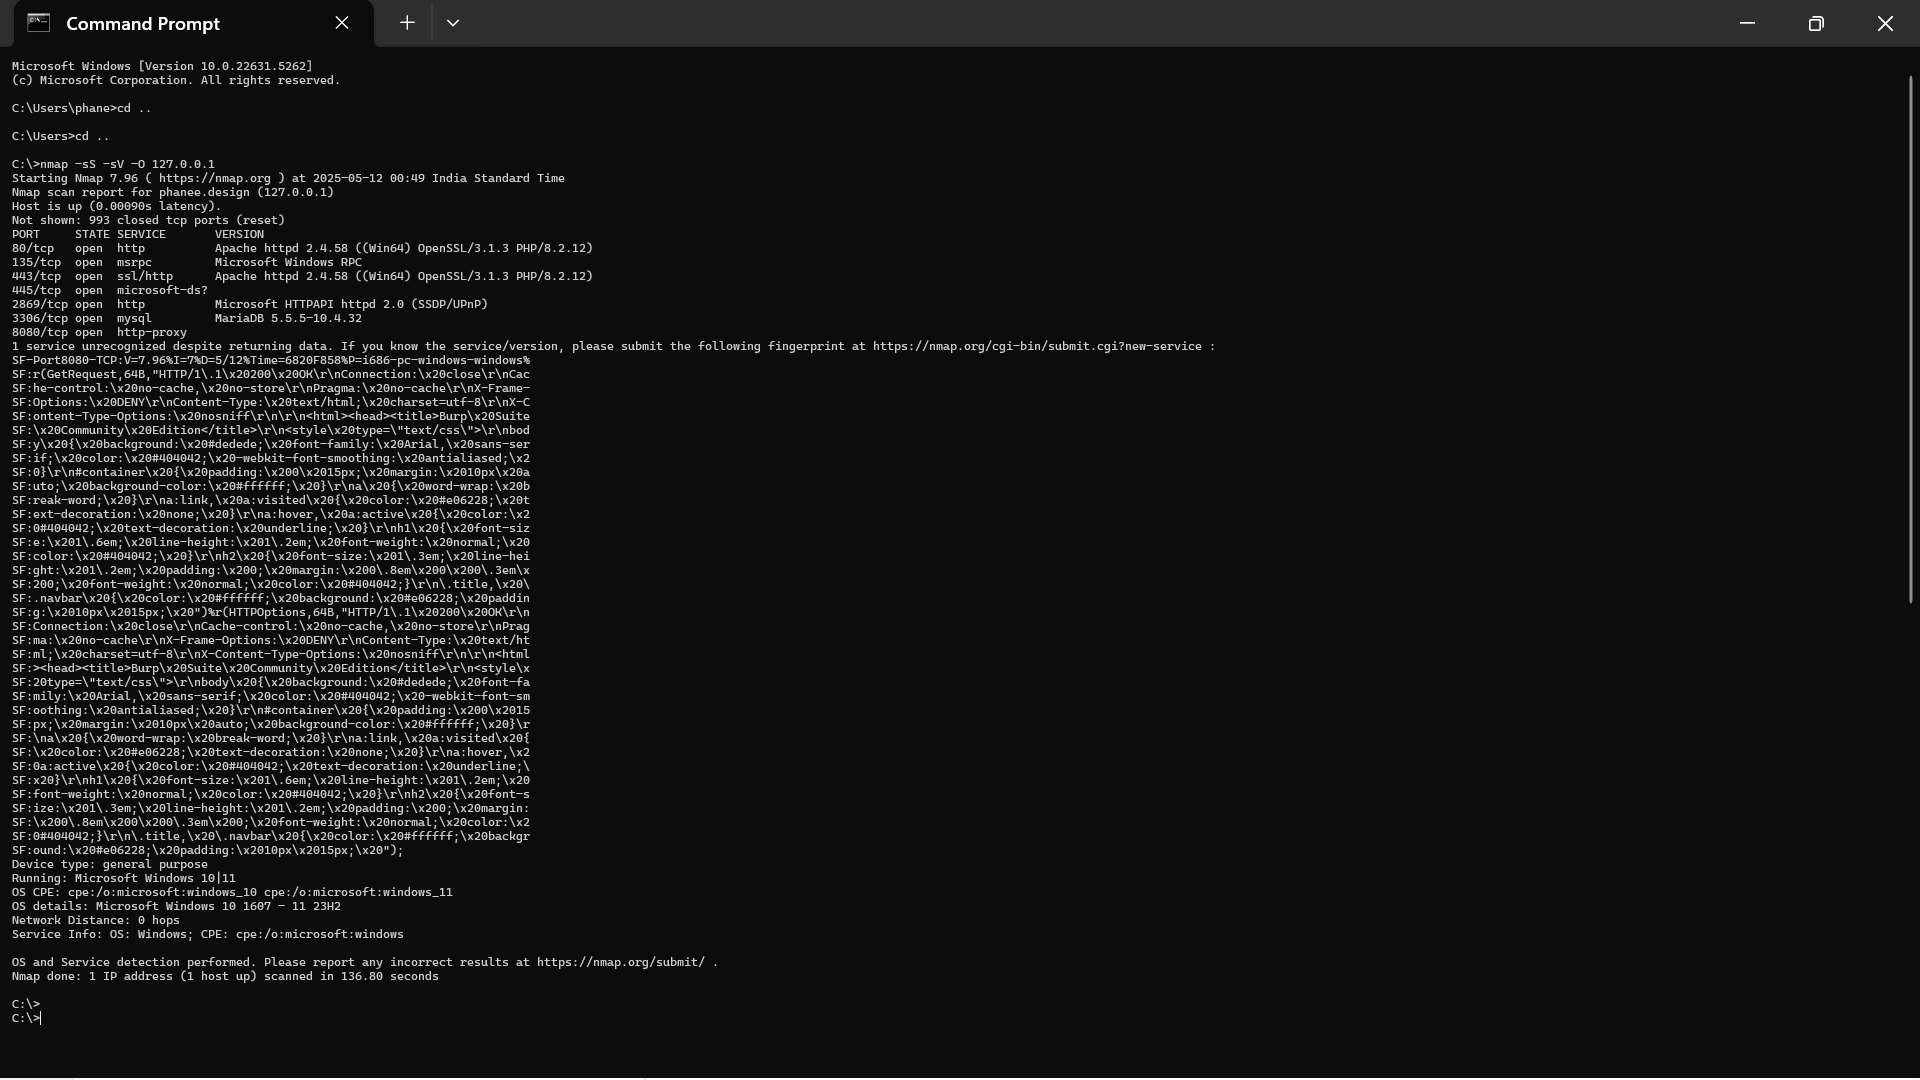 Command Prompt
Microsoft Windows [Version 10.0.22631.5262]
(c) Microsoft Corporation. All rights reserved.
C:\Users\phane>cd ..
C:\Users>cd ..
C:\>nmap -sS -sV -O 127.0.0.1
Starting Nmap 7.96 ( https://nmap.org ) at 2025-05-12 00:49 India Standard Time
Nmap scan report for phanee.design (127.0.0.1)
Host is up (0.00090s latency).
Not shown: 993 closed tcp ports (reset)
PORT     STATE SERVICE       VERSION
80/tcp   open  http          Apache httpd 2.4.58 ((Win64) OpenSSL/3.1.3 PHP/8.2.12)
135/tcp  open  msrpc         Microsoft Windows RPC
443/tcp  open  ssl/http      Apache httpd 2.4.58 ((Win64) OpenSSL/3.1.3 PHP/8.2.12)
445/tcp  open  microsoft-ds?
2869/tcp open  http          Microsoft HTTPAPI httpd 2.0 (SSDP/UPnP)
3306/tcp open  mysql         MariaDB 5.5.5-10.4.32
8080/tcp open  http-proxy
1 service unrecognized despite returning data. If you know the service/version, please submit the following fingerprint at https://nmap.org/cgi-bin/submit.cgi?new-service :
SF-Port8080-TCP:V=7.96%I=7%D=5/12%Time=6820F858%P=i686-pc-windows-windows%
SF:r(GetRequest,64B,"HTTP/1\.1\x20200\x20OK\r\nConnection:\x20close\r\nCac
SF:he-control:\x20no-cache,\x20no-store\r\nPragma:\x20no-cache\r\nX-Frame-
SF:Options:\x20DENY\r\nContent-Type:\x20text/html;\x20charset=utf-8\r\nX-C
SF:ontent-Type-Options:\x20nosniff\r\n\r\n<html><head><title>Burp\x20Suite
SF:\x20Community\x20Edition</title>\r\n<style\x20type=\"text/css\">\r\nbod
SF:y\x20{\x20background:\x20#dedede;\x20font-family:\x20Arial,\x20sans-ser
SF:if;\x20color:\x20#404042;\x20-webkit-font-smoothing:\x20antialiased;\x2
SF:0}\r\n#container\x20{\x20padding:\x200\x2015px;\x20margin:\x2010px\x20a
SF:uto;\x20background-color:\x20#ffffff;\x20}\r\na\x20{\x20word-wrap:\x20b
SF:reak-word;\x20}\r\na:link,\x20a:visited\x20{\x20color:\x20#e06228;\x20t
SF:ext-decoration:\x20none;\x20}\r\na:hover,\x20a:active\x20{\x20color:\x2
SF:0#404042;\x20text-decoration:\x20underline;\x20}\r\nh1\x20{\x20font-siz
SF:e:\x201\.6em;\x20line-height:\x201\.2em;\x20font-weight:\x20normal;\x20
SF:color:\x20#404042;\x20}\r\nh2\x20{\x20font-size:\x201\.3em;\x20line-hei
SF:ght:\x201\.2em;\x20padding:\x200;\x20margin:\x200\.8em\x200\x200\.3em\x
SF:200;\x20font-weight:\x20normal;\x20color:\x20#404042;}\r\n\.title,\x20\
SF:.navbar\x20{\x20color:\x20#ffffff;\x20background:\x20#e06228;\x20paddin
SF:g:\x2010px\x2015px;\x20")%r(HTTPOptions,64B,"HTTP/1\.1\x20200\x20OK\r\n
SF:Connection:\x20close\r\nCache-control:\x20no-cache,\x20no-store\r\nPrag
SF:ma:\x20no-cache\r\nX-Frame-Options:\x20DENY\r\nContent-Type:\x20text/ht
SF:ml;\x20charset=utf-8\r\nX-Content-Type-Options:\x20nosniff\r\n\r\n<html
SF:><head><title>Burp\x20Suite\x20Community\x20Edition</title>\r\n<style\x
SF:20type=\"text/css\">\r\nbody\x20{\x20background:\x20#dedede;\x20font-fa
SF:mily:\x20Arial,\x20sans-serif;\x20color:\x20#404042;\x20-webkit-font-sm
SF:oothing:\x20antialiased;\x20}\r\n#container\x20{\x20padding:\x200\x2015
SF:px;\x20margin:\x2010px\x20auto;\x20background-color:\x20#ffffff;\x20}\r
SF:\na\x20{\x20word-wrap:\x20break-word;\x20}\r\na:link,\x20a:visited\x20{
SF:\x20color:\x20#e06228;\x20text-decoration:\x20none;\x20}\r\na:hover,\x2
SF:0a:active\x20{\x20color:\x20#404042;\x20text-decoration:\x20underline;\
SF:x20}\r\nh1\x20{\x20font-size:\x201\.6em;\x20line-height:\x201\.2em;\x20
SF:font-weight:\x20normal;\x20color:\x20#404042;\x20}\r\nh2\x20{\x20font-s
SF:ize:\x201\.3em;\x20line-height:\x201\.2em;\x20padding:\x200;\x20margin:
SF:\x200\.8em\x200\x200\.3em\x200;\x20font-weight:\x20normal;\x20color:\x2
SF:0#404042;}\r\n\.title,\x20\.navbar\x20{\x20color:\x20#ffffff;\x20backgr
SF:ound:\x20#e06228;\x20padding:\x2010px\x2015px;\x20");
Device type: general purpose
Running: Microsoft Windows 10|11
OS CPE: cpe:/o:microsoft:windows_10 cpe:/o:microsoft:windows_11
OS details: Microsoft Windows 10 1607 - 11 23H2
Network Distance: 0 hops
Service Info: OS: Windows; CPE: cpe:/o:microsoft:windows
OS and Service detection performed. Please report any incorrect results at https://nmap.org/submit/ .
Nmap done: 1 IP address (1 host up) scanned in 136.80 seconds
C:\>
C:\>